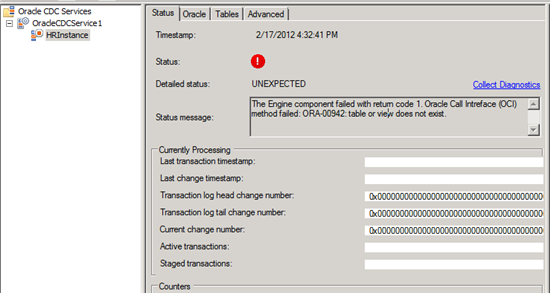 Oracle CDC Services
OracleCDCService1
HRInstance
Status Oracle Tables Advanced
Timestamp: 2/17/2012 4:32:41 PM
Status:
Detailed status: UNEXPECTED Collect Diagnostics
Status message: The Engine component failed with return code 1. Oracle Call Intreface (OCI)
method failed: ORA-00942: table or view does not exist.
Currently Processing
Last transaction timestamp:
Last change timestamp:
Transaction log head change number:
Transaction log tail change number:
Current change number:
Active transactions:
Staged transactions:
Counters